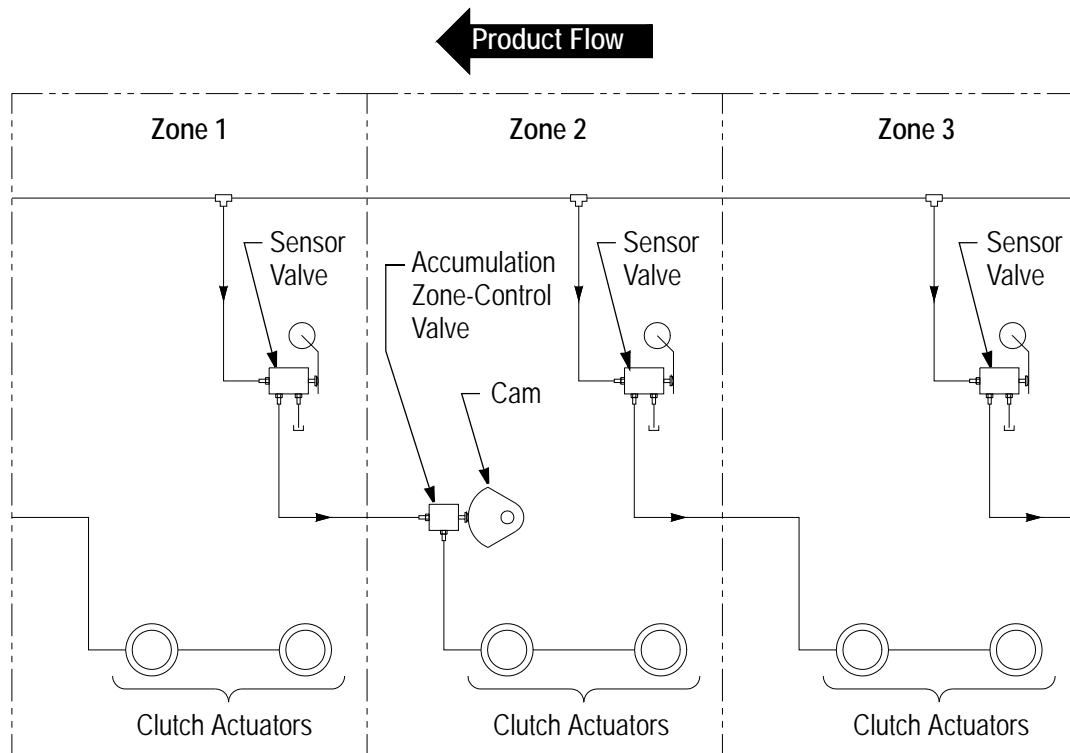 Product Flow
Zone 1
Zone 2
Zone 3
Sensor
Valve
Accumulation
Zone-Control
Valve
Sensor
Valve
Sensor
Valve
Cam
Clutch Actuators
Clutch Actuators
Clutch Actuators